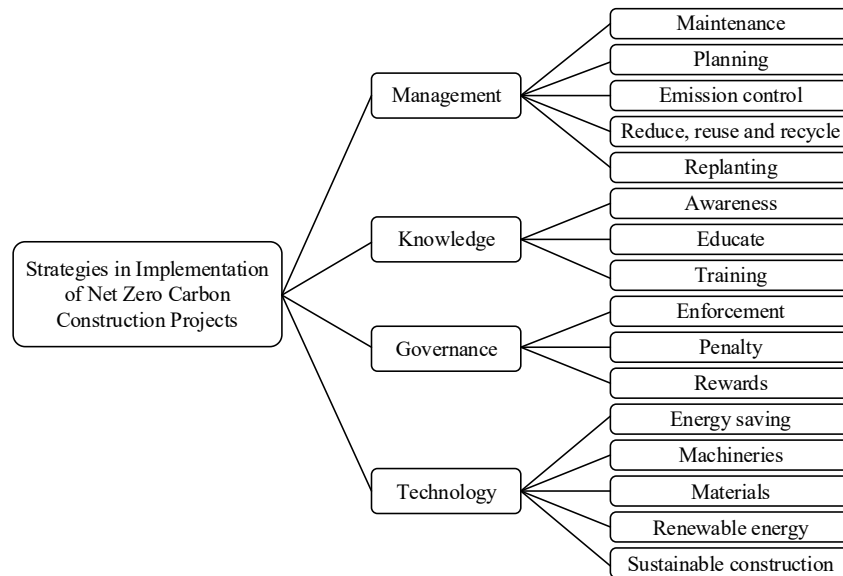 Maintenance
Planning
Management
Emission control
Reduce, reuse and recycle
Replanting
Awareness
Knowledge
Educate
Training
Strategies in Implementation
of Net Zero Carbon
Construction Projects
Enforcement
Governance
Penalty
Rewards
Energy saving
Machineries
Technology
Materials
Renewable energy
Sustainable construction